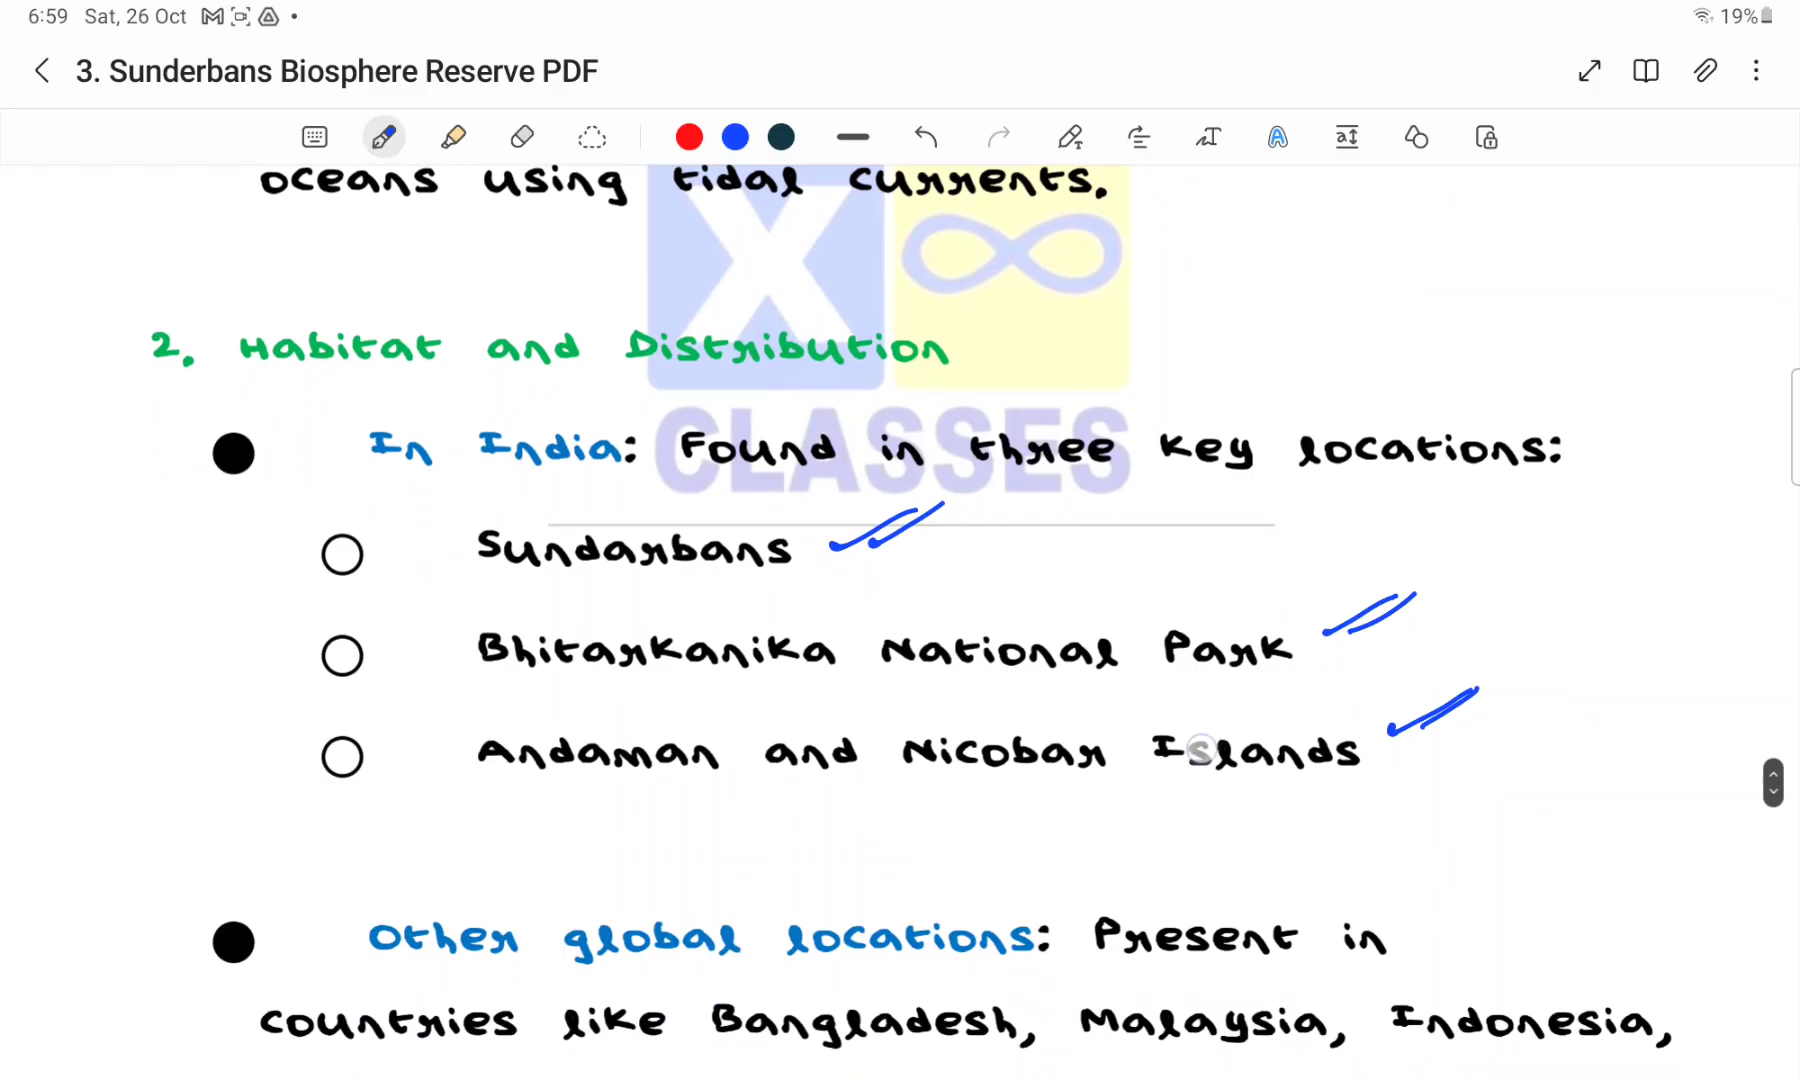 6:59 Sat, 26 Oct
19%
3. Sunderbans Biosphere Reserve PDF
oceans using tidal currents.
X
2. Habitat and Distribution
In India: Found in three key locations:
CLASSES
Sundarbans
Bhitarkanika National Park
Andaman and Nicobar Islands
Other global locations: Present in
countries like Bangladesh, Malaysia, Indonesia,